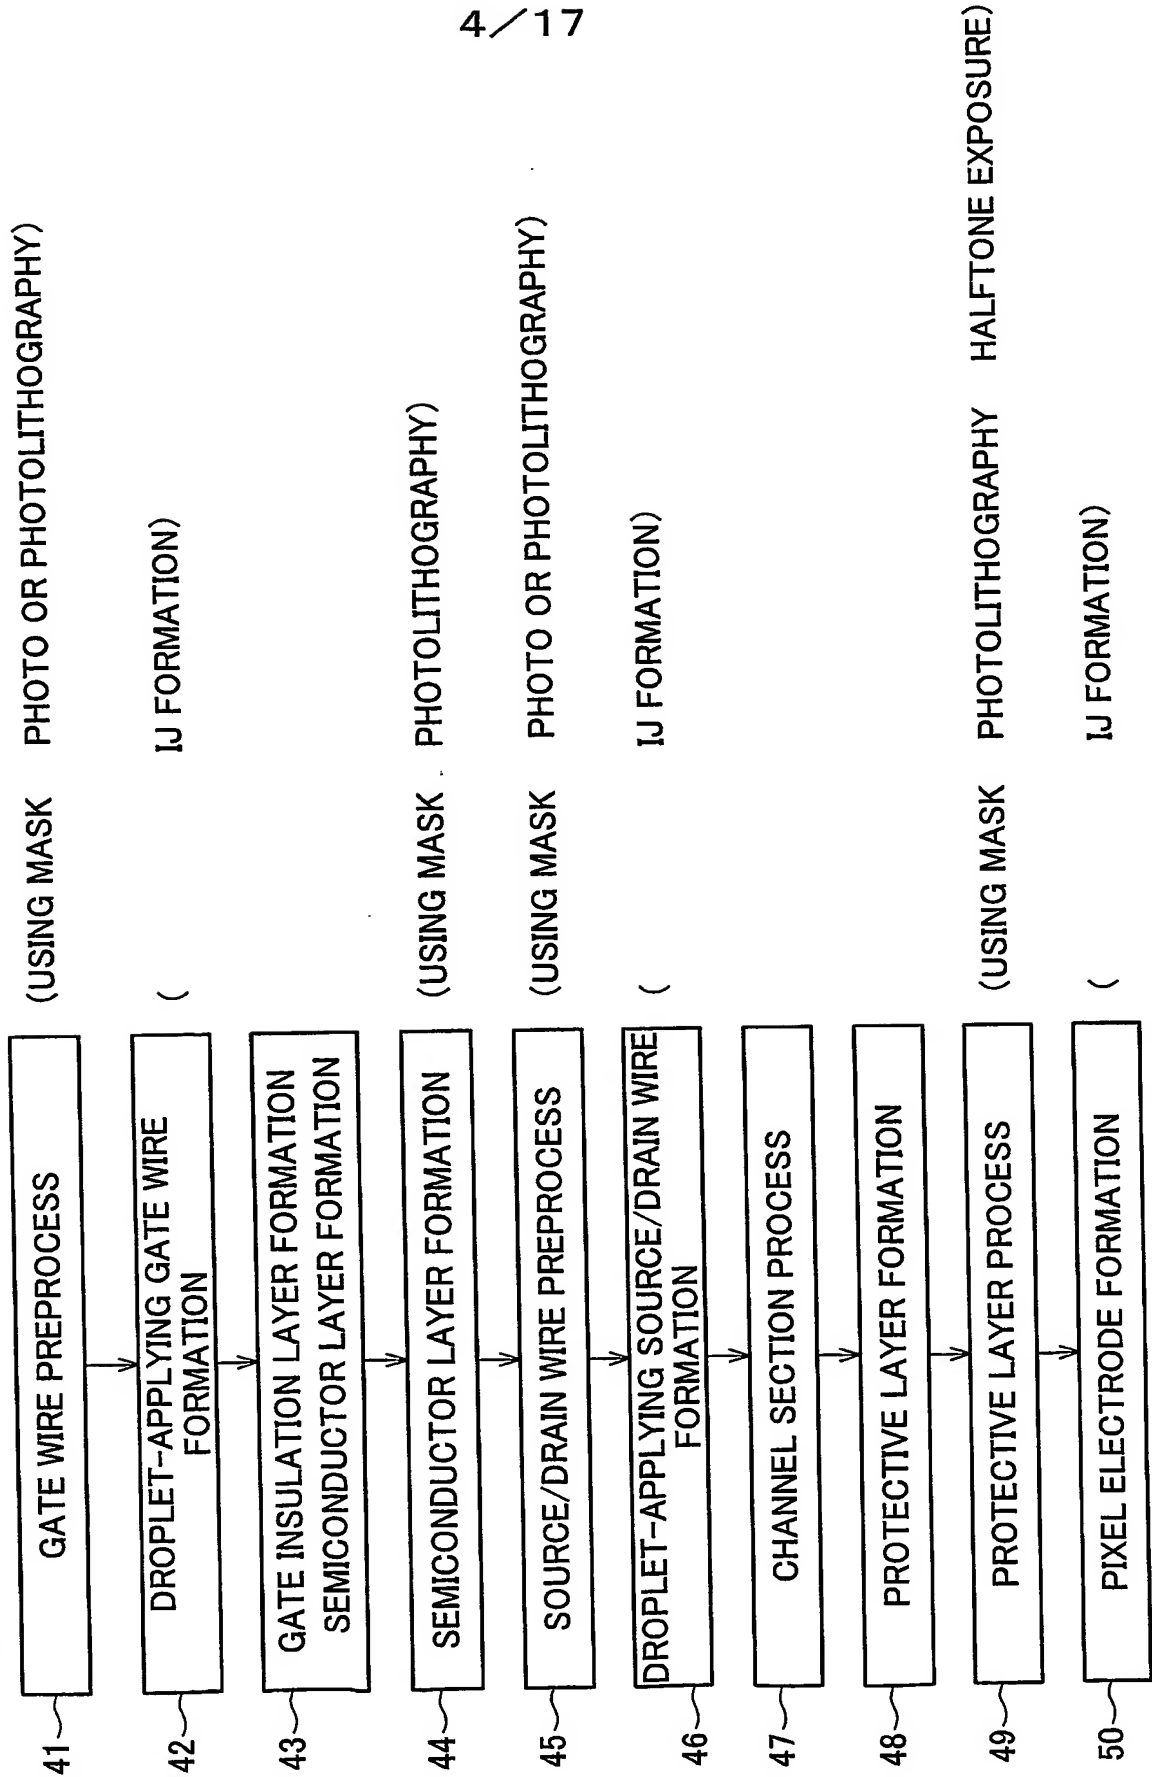 4/17
41 GATE WIRE PREPROCESS (USING MASK PHOTO OR PHOTOLITHOGRAPHY)
42 DROPLET-APPLYING GATE WIRE
FORMATION ( IJ FORMATION)
43 GATE INSULATION LAYER FORMATION
SEMICONDUCTOR LAYER FORMATION
44 SEMICONDUCTOR LAYER FORMATION (USING MASK PHOTOLITHOGRAPHY)
45 SOURCE/DRAIN WIRE PREPROCESS (USING MASK PHOTO OR PHOTOLITHOGRAPHY)
46 DROPLET-APPLYING SOURCE/DRAIN WIRE
FORMATION ( IJ FORMATION)
47 CHANNEL SECTION PROCESS
48 PROTECTIVE LAYER FORMATION
49 PROTECTIVE LAYER PROCESS (USING MASK PHOTOLITHOGRAPHY HALFTONE EXPOSURE)
50 PIXEL ELECTRODE FORMATION ( IJ FORMATION)